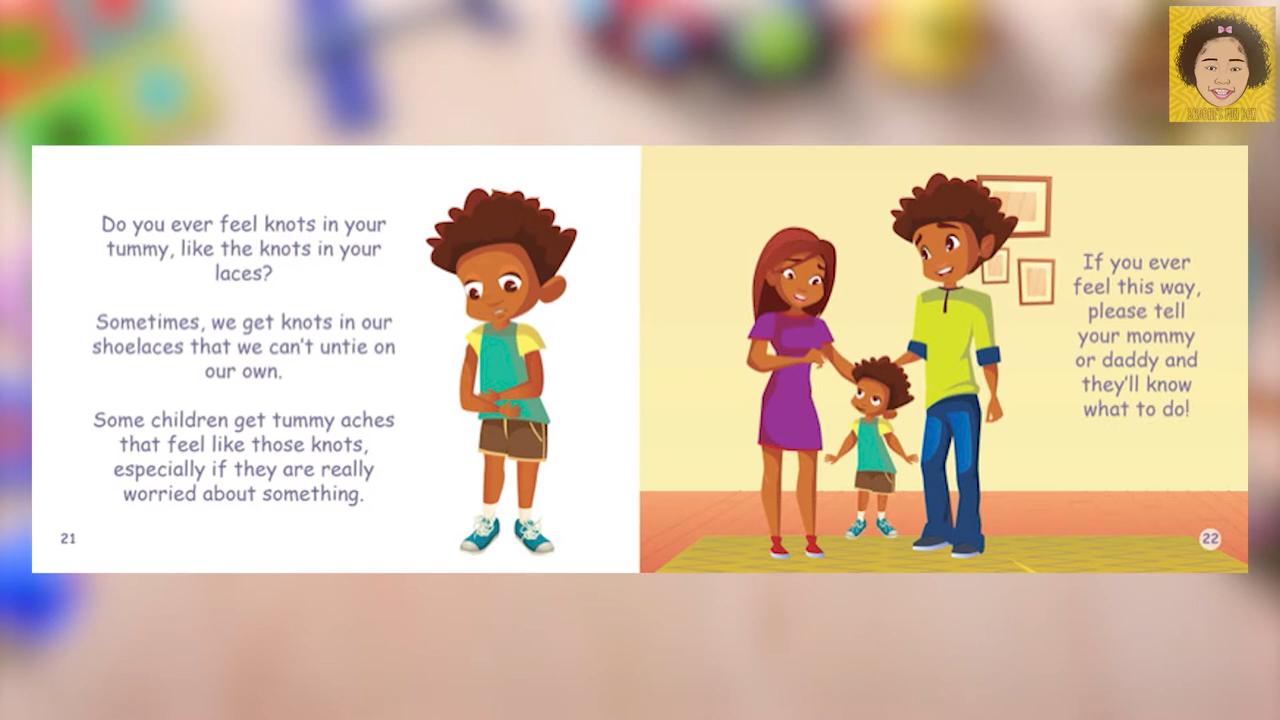 Do you ever feel knots in your
tummy, like the knots in your
laces?
Sometimes, we get knots in our
shoelaces that we can't untie on
our own.
Some children get tummy aches
that feel like those knots,
especially if they are really
worried about something.
21
If you ever
feel this way,
please tell
your mommy
or daddy and
they'll know
what to do!
22